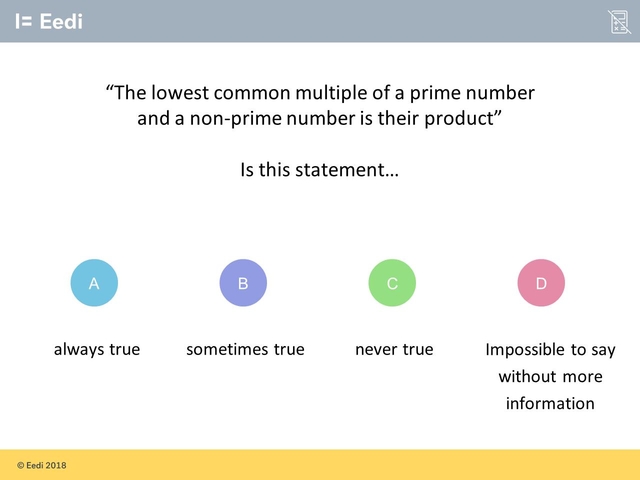 I= Eedi
“The lowest common multiple of a prime number
and a non-prime number is their product”
Is this statement...
A
B
C
D
always true
sometimes true
never true
Impossible to say
without more
information
© Eedi 2018